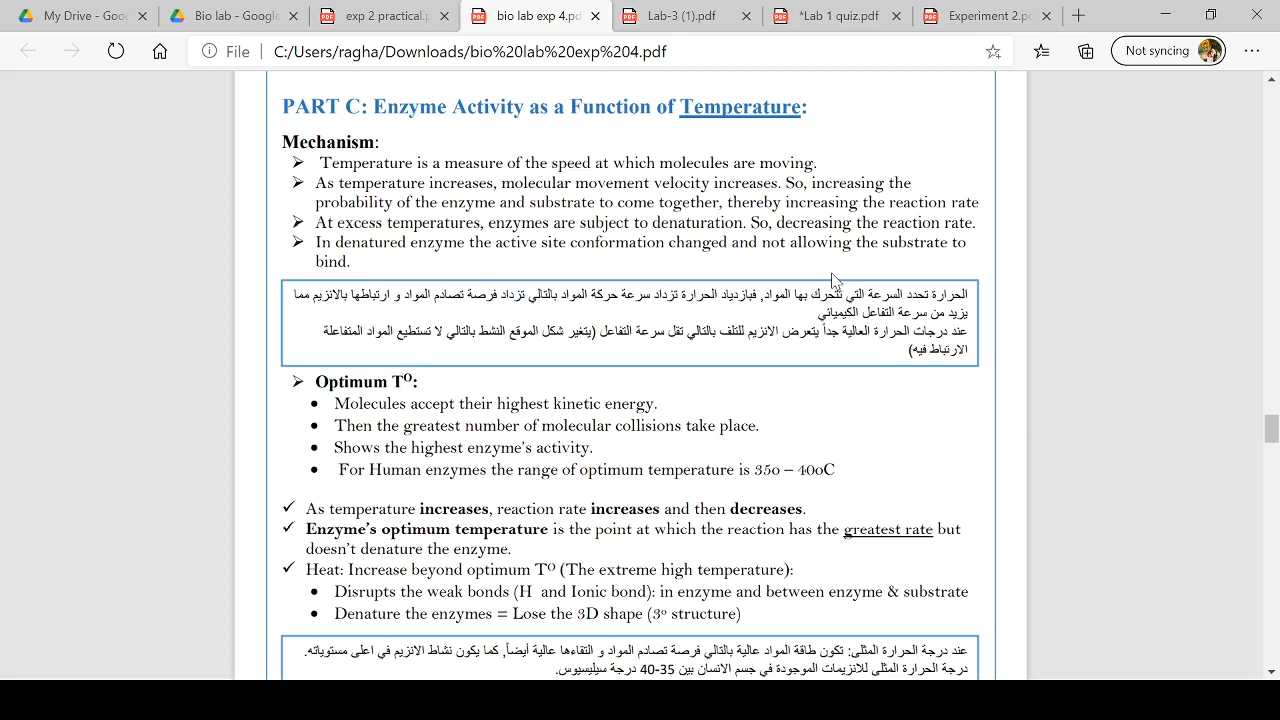 My Drive - Goo
Bio lab - Google
exp 2 practical.p
bio lab exp 4.pd
Lab-3 (1).pdf
*Lab 1 quiz.pdf
Experiment 2.pd
File
C:/Users/ragha/Downloads/bio%20lab%20exp%204.pdf
Not syncing
PART C: Enzyme Activity as a Function of Temperature:
Mechanism:
➢ Temperature is a measure of the speed at which molecules are moving.
➢ As temperature increases, molecular movement velocity increases. So, increasing the
probability of the enzyme and substrate to come together, thereby increasing the reaction rate
➢ At excess temperatures, enzymes are subject to denaturation. So, decreasing the reaction rate.
➢ In denatured enzyme the active site conformation changed and not allowing the substrate to
bind.
الحرارة تحدد السرعة التي تتحرك بها المواد, فبازدياد الحرارة تزداد سرعة حركة المواد بالتالي تزداد فرصة تصادم المواد و ارتباطها بالانزيم مما
يزيد من سرعة التفاعل الكيميائي
عند درجات الحرارة العالية جداً يتعرض الانزيم للتلف بالتالي تقل سرعة التفاعل (يتغير شكل الموقع النشط بالتالي لا تستطيع المواد المتفاعلة
الارتباط فيه)
➢ Optimum Tᴼ:
• Molecules accept their highest kinetic energy.
• Then the greatest number of molecular collisions take place.
• Shows the highest enzyme's activity.
• For Human enzymes the range of optimum temperature is 35o – 40oC
✓ As temperature increases, reaction rate increases and then decreases.
✓ Enzyme's optimum temperature is the point at which the reaction has the greatest rate but
doesn't denature the enzyme.
✓ Heat: Increase beyond optimum Tᴼ (The extreme high temperature):
• Disrupts the weak bonds (H and Ionic bond): in enzyme and between enzyme & substrate
• Denature the enzymes = Lose the 3D shape (3º structure)
عند درجة الحرارة المثلى: تكون طاقة المواد عالية بالتالي فرصة تصادم المواد و التقاءها عالية أيضاً, كما يكون نشاط الانزيم في اعلى مستوياته.
درجة الحرارة المثلى للانزيمات الموجودة في جسم الانسان بين 35-40 درجة سيليسيوس.